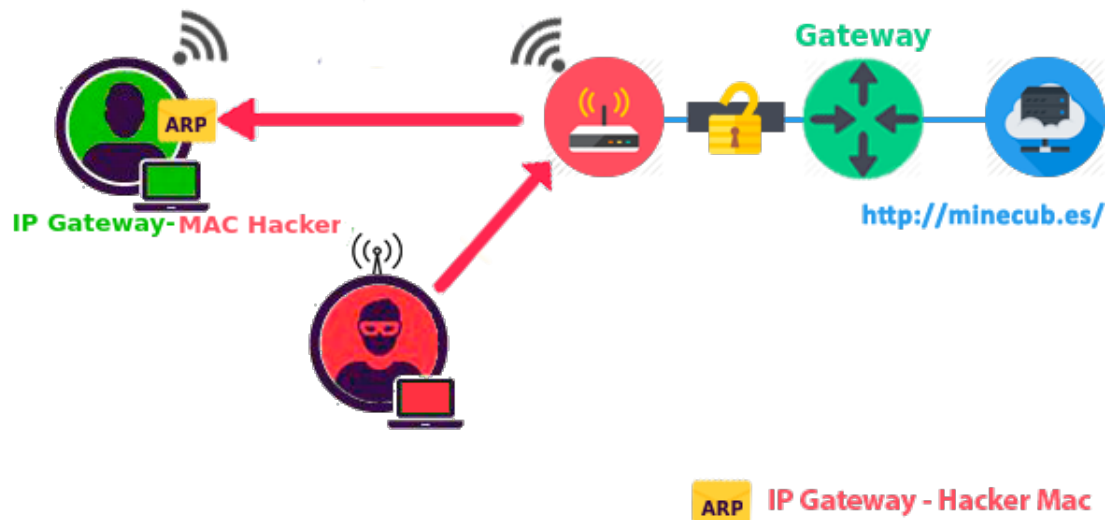 Gateway
ARP
IP Gateway-MAC Hacker
http://minecub.es/
ARP IP Gateway - Hacker Mac